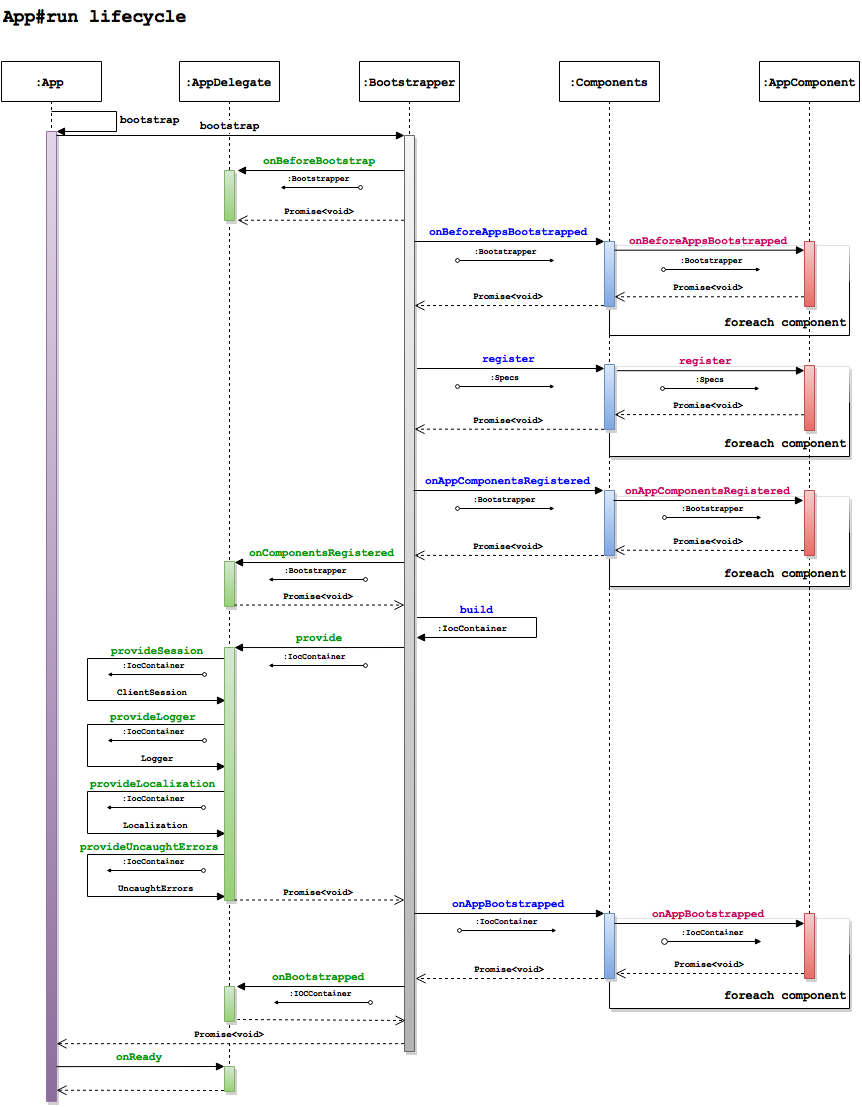 App#run lifecycle
:App
:AppDelegate
:Bootstrapper
:Components
:AppComponent
bootstrap
bootstrap
onBeforeBootstrap
:Bootstrapper
Promise<void>
onBeforeAppsBootstrapped
onBeforeAppsBootstrapped
:Bootstrapper
:Bootstrapper
Promise<void>
Promise<void>
foreach component
register
register
:Specs
:Specs
Promise<void>
Promise<void>
foreach component
onAppComponentsRegistered
onAppComponentsRegistered
:Bootstrapper
:Bootstrapper
Promise<void>
Promise<void>
onComponentsRegistered
:Bootstrapper
foreach component
Promise<void>
build
:IocContainer
provide
:IocContainer
provideSession
:IocContainer
ClientSession
provideLogger
:IocContainer
Logger
provideLocalization
:IocContainer
Localization
provideUncaughtErrors
:IocContainer
UncaughtErrors
Promise<void>
onAppBootstrapped
onAppBootstrapped
:IocContainer
:IocContainer
Promise<void>
Promise<void>
onBootstrapped
:IOCContainer
foreach component
Promise<void>
onReady